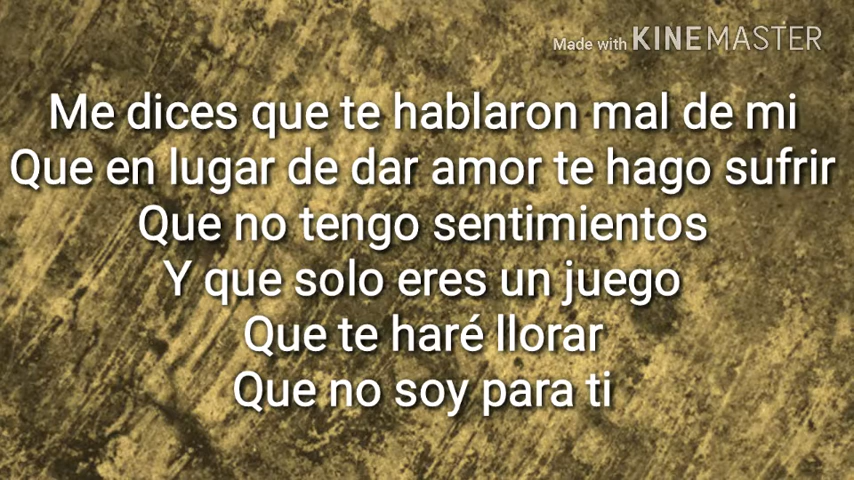 Made with KINEMASTER
Me dices que te hablaron mal de mi
Que en lugar de dar amor te hago sufrir
Que no tengo sentimientos
Y que solo eres un juego
Que te haré llorar
Que no soy para ti